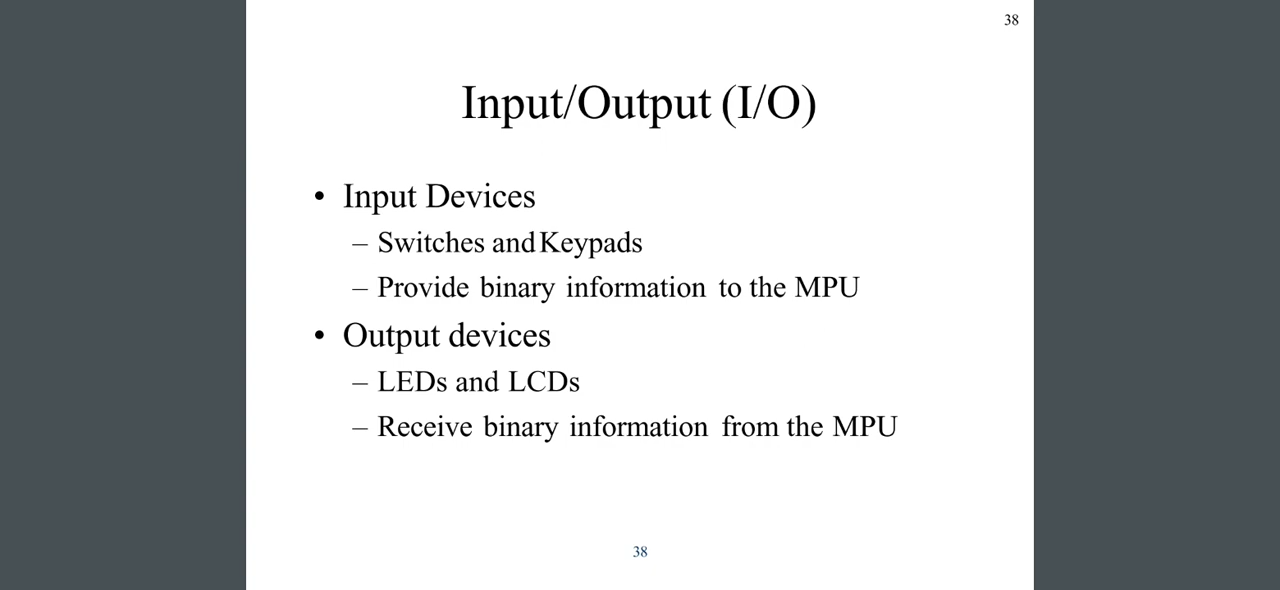 38
Input/Output (I/O)
• Input Devices
– Switches and Keypads
– Provide binary information to the MPU
• Output devices
– LEDs and LCDs
– Receive binary information from the MPU
38